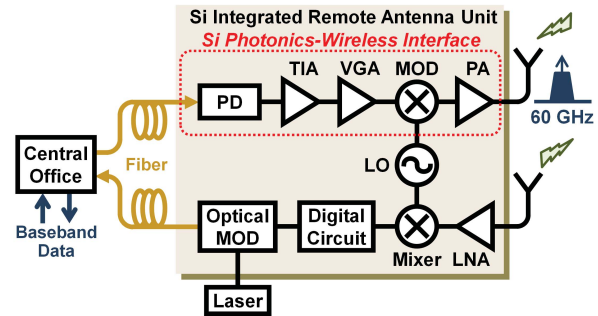 Si Integrated Remote Antenna Unit
Si Photonics-Wireless Interface
TIA
VGA
MOD
PA
PD
60 GHz
Central
Office
Fiber
LO
Baseband
Data
Optical
MOD
Digital
Circuit
Mixer
LNA
Laser